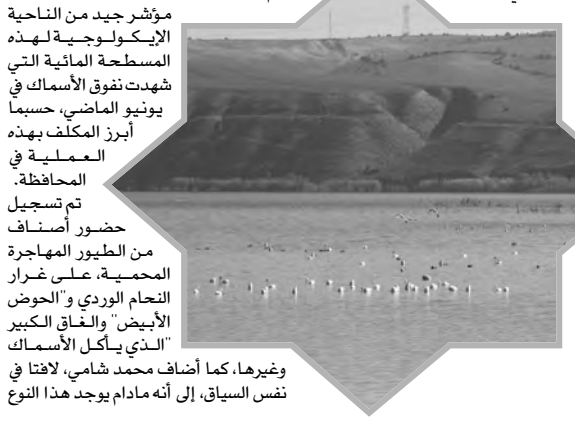 مؤشر جيد من الناحية
الإيكولوجية لهذه
المسطحة المائية التي
شهدت نفوق الأسماك في
يونيو الماضي، حسبما
أبرز المكلف بهذه
العملية في
المحافظة.
تم تسجيل
حضور أصناف
من الطيور المهاجرة
المحمية، على غرار
النحام الوردي و"الحوض
الأبيض" والغاق الكبير
"الذي يأكل الأسماك
وغيرها، كما أضاف محمد شامي، لافتا في
نفس السياق، إلى أنه مادام يوجد هذا النوع